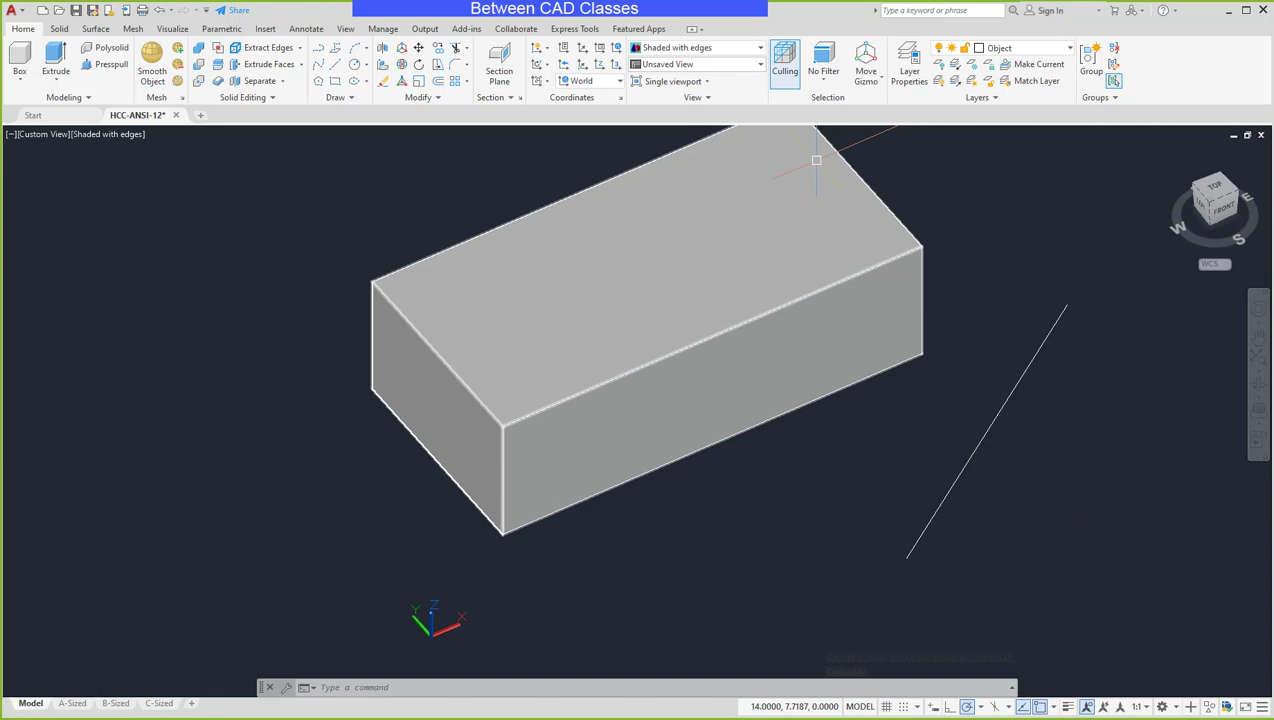 Between CAD Classes
Share
Type a keyword or phrase
Sign In
Home Solid Surface Mesh Visualize Parametric Insert Annotate View Manage Output Add-ins Collaborate Express Tools Featured Apps
Box
Extrude
Polysolid
Presspull
Modeling
Smooth
Object
Mesh
Extract Edges
Extrude Faces
Separate
Solid Editing
Draw
Modify
Section
Plane
Section
World
Coordinates
Shaded with edges
Unsaved View
Single viewport
View
Culling
No Filter
Move
Gizmo
Selection
Layer
Properties
Object
Make Current
Match Layer
Layers
Group
Groups
Start
HCC-ANSI-12*
[−][Custom View][Shaded with edges]
TOP
FRONT
W
S
E
WCS
Y
Z
X
Type a command
Model A-Sized B-Sized C-Sized
14.0000, 7.7187, 0.0000 MODEL 1:1